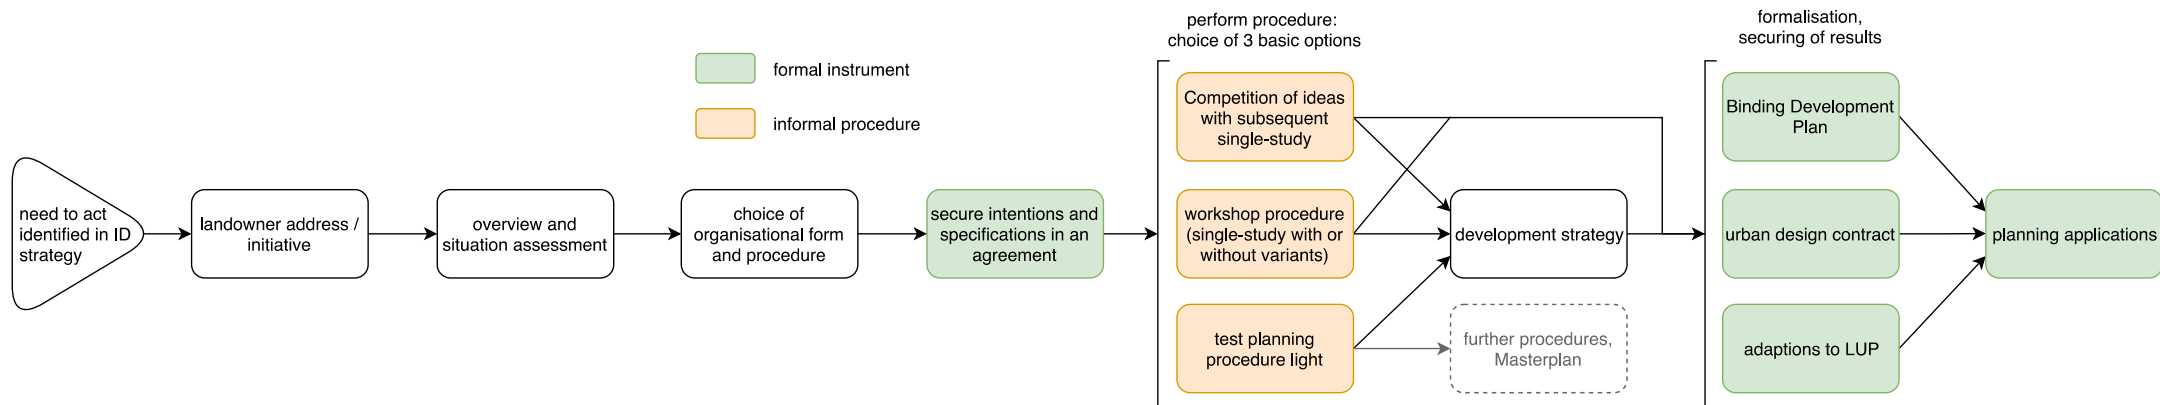 perform procedure:
choice of 3 basic options
formalisation,
securing of results
formal instrument
informal procedure
need to act
identified in ID
strategy
landowner address /
initiative
overview and
situation assessment
choice of
organisational form
and procedure
secure intentions and
specifications in an
agreement
Competition of ideas
with subsequent
single-study
workshop procedure
(single-study with or
without variants)
test planning
procedure light
development strategy
further procedures,
Masterplan
Binding Development
Plan
urban design contract
adaptions to LUP
planning applications